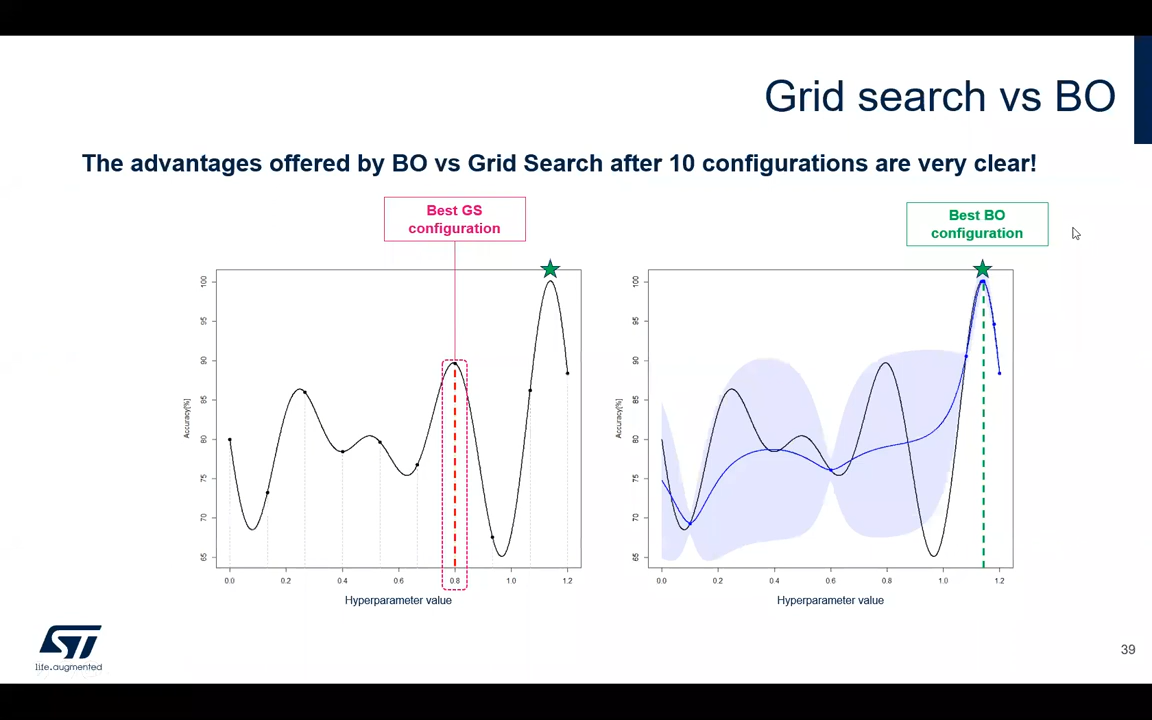 Grid search vs BO
The advantages offered by BO vs Grid Search after 10 configurations are very clear!
Best GS
configuration
Best BO
configuration
Accuracy[%]
100
95
90
85
80
75
70
65
0.0 0.2 0.4 0.6 0.8 1.0 1.2
Hyperparameter value
Accuracy[%]
100
95
90
85
80
75
70
65
0.0 0.2 0.4 0.6 0.8 1.0 1.2
Hyperparameter value
ST
life.augmented
39